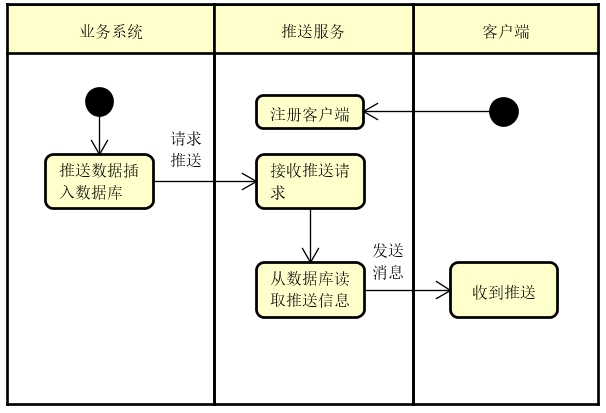 业务系统
推送服务
客户端
注册客户端
请求
推送
推送数据插
入数据库
接收推送请
求
发送
消息
从数据库读
取推送信息
收到推送